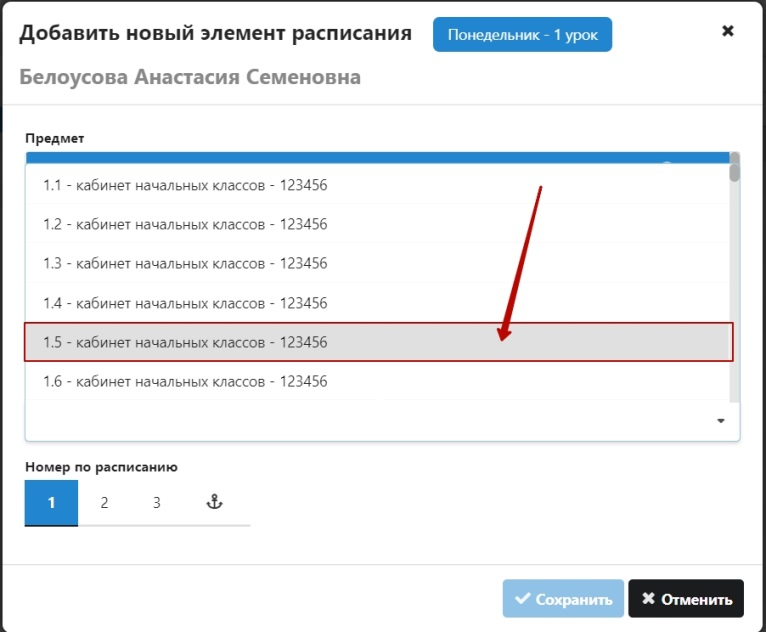 Добавить новый элемент расписания
Понедельник - 1 урок
Белоусова Анастасия Семеновна
Предмет
1.1 - кабинет начальных классов - 123456
1.2 - кабинет начальных классов - 123456
1.3 - кабинет начальных классов - 123456
1.4 - кабинет начальных классов - 123456
1.5 - кабинет начальных классов - 123456
1.6 - кабинет начальных классов - 123456
Номер по расписанию
1 2 3
Сохранить Отменить